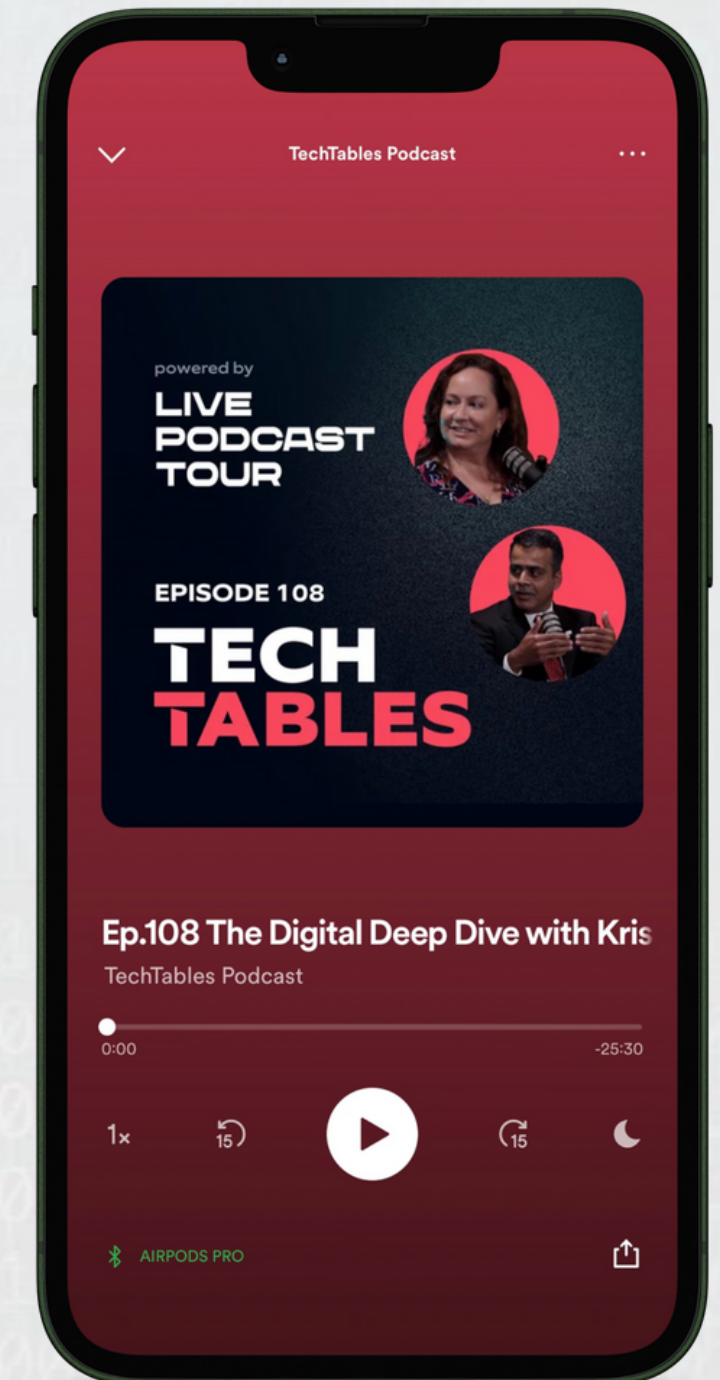 TechTables Podcast
powered by
LIVE
PODCAST
TOUR
EPISODE 108
TECH
TABLES
Ep.108 The Digital Deep Dive with Kris
TechTables Podcast
0:00
-25:30
1x
15
15
AIRPODS PRO